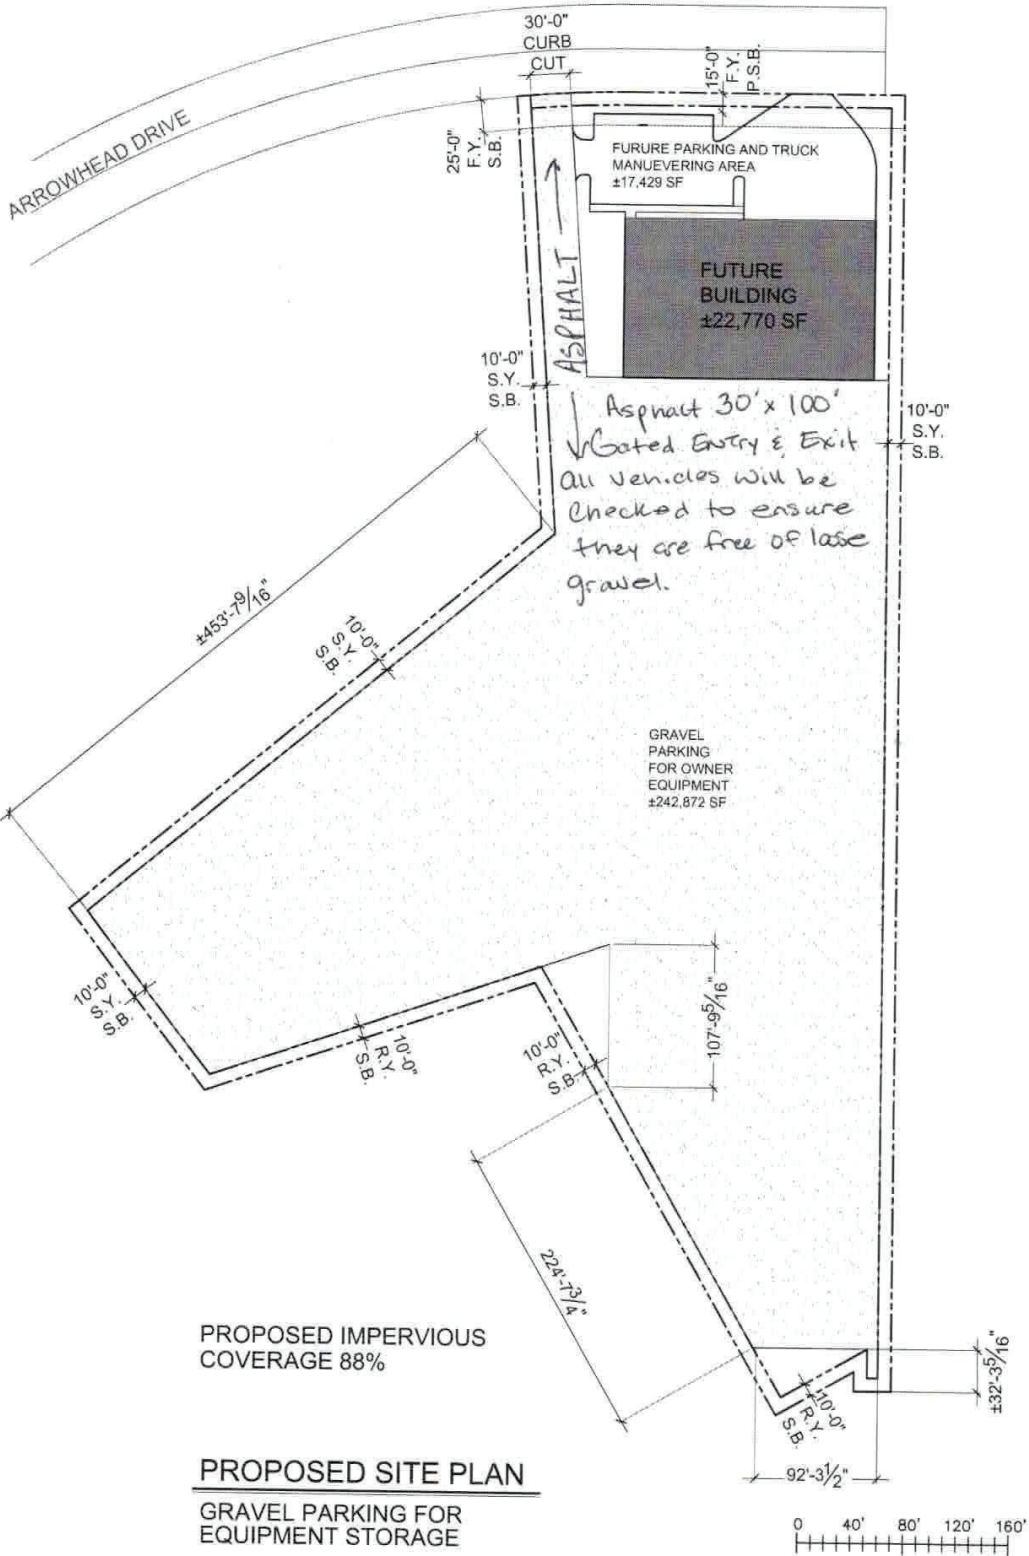 30'-0"
CURB
CUT
15'-0"
F.Y.
P.S.B.
ARROWHEAD DRIVE
25'-0"
F.Y.
S.B.
FURURE PARKING AND TRUCK
MANUEVERING AREA
±17,429 SF
ASPHALT
FUTURE
BUILDING
±22,770 SF
10'-0"
S.Y.
S.B.
10'-0"
S.Y.
S.B.
Asphalt 30' x 100'
Gated Entry & Exit
All vehicles will be
checked to ensure
they are free of lose
gravel.
±453'-7 9/16"
10'-0"
S.Y.
S.B.
GRAVEL
PARKING
FOR OWNER
EQUIPMENT
±242,872 SF
10'-0"
S.Y.
S.B.
10'-0"
R.Y.
S.B.
10'-0"
R.Y.
S.B.
107'-9 5/16"
224'-7 3/4"
PROPOSED IMPERVIOUS
COVERAGE 88%
±32'-3 5/16"
10'-0"
R.Y.
S.B.
92'-3 1/2"
PROPOSED SITE PLAN
GRAVEL PARKING FOR
EQUIPMENT STORAGE
0 40' 80' 120' 160'